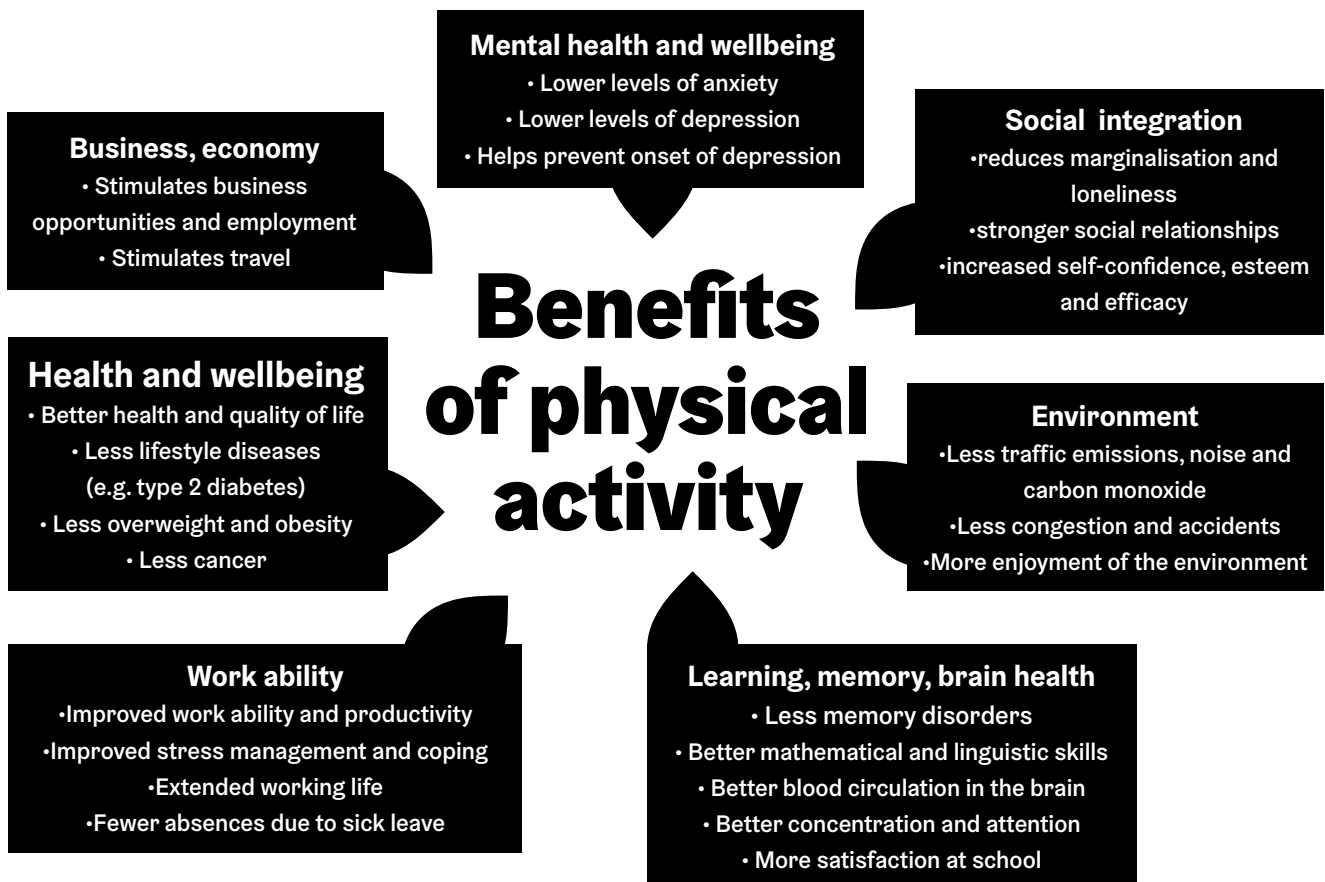 Mental health and wellbeing
• Lower levels of anxiety
• Lower levels of depression
• Helps prevent onset of depression
Business, economy
• Stimulates business
opportunities and employment
• Stimulates travel
Social integration
•reduces marginalisation and
loneliness
•stronger social relationships
•increased self-confidence, esteem
and efficacy
Benefits
of physical
activity
Health and wellbeing
• Better health and quality of life
• Less lifestyle diseases
(e.g. type 2 diabetes)
• Less overweight and obesity
• Less cancer
Environment
•Less traffic emissions, noise and
carbon monoxide
•Less congestion and accidents
•More enjoyment of the environment
Work ability
•Improved work ability and productivity
•Improved stress management and coping
•Extended working life
•Fewer absences due to sick leave
Learning, memory, brain health
• Less memory disorders
• Better mathematical and linguistic skills
• Better blood circulation in the brain
• Better concentration and attention
• More satisfaction at school